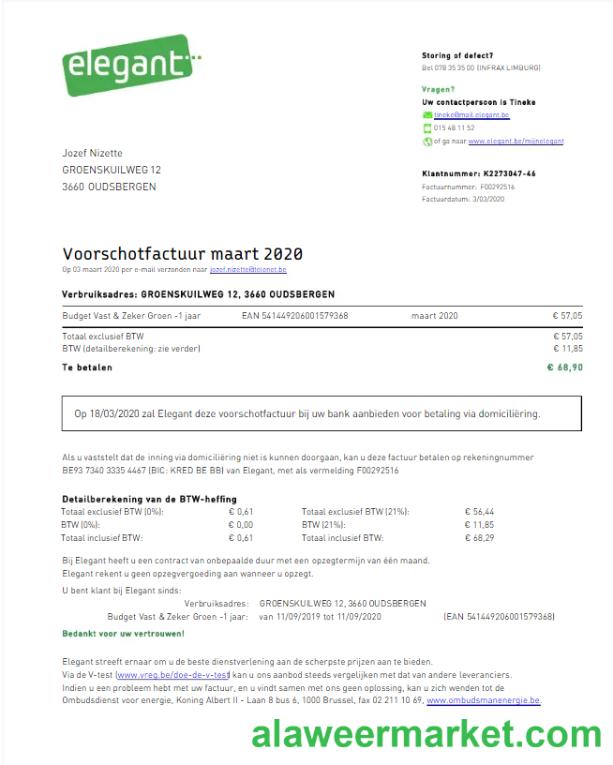 elegant
Storing of defect?
Bel 078 35 35 00 (INFRAX LIMBURG)
Vragen?
Uw contactpersoon is Tineke
tineke@mail.elegant.be
015 48 11 52
of ga naar www.elegant.be/mijnelegant
Jozef Nizette
GROENSKUILWEG 12
3660 OUDSBERGEN
Klantnummer: K2273047-46
Factuurnummer: F00292516
Factuurdatum: 3/03/2020
Voorschotfactuur maart 2020
Op 03 maart 2020 per e-mail verzonden naar jozef.nizette@telenet.be
Verbruiksadres: GROENSKUILWEG 12, 3660 OUDSBERGEN
Budget Vast & Zeker Groen -1 jaar EAN 541449206001579368 maart 2020 € 57,05
Totaal exclusief BTW € 57,05
BTW (detailberekening: zie verder) € 11,85
Te betalen € 68,90
Op 18/03/2020 zal Elegant deze voorschotfactuur bij uw bank aanbieden voor betaling via domiciliëring.
Als u vaststelt dat de inning via domiciliëring niet is kunnen doorgaan, kan u deze factuur betalen op rekeningnummer
BE93 7340 3335 4467 (BIC: KRED BE BB) van Elegant, met als vermelding F00292516
Detailberekening van de BTW-heffing
Totaal exclusief BTW (0%): € 0,61 Totaal exclusief BTW (21%): € 56,44
BTW (0%): € 0,00 BTW (21%): € 11,85
Totaal inclusief BTW: € 0,61 Totaal inclusief BTW: € 68,29
Bij Elegant heeft u een contract van onbepaalde duur met een opzegtermijn van één maand.
Elegant rekent u geen opzegvergoeding aan wanneer u opzegt.
U bent klant bij Elegant sinds:
Verbruiksadres: GROENSKUILWEG 12, 3660 OUDSBERGEN
Budget Vast & Zeker Groen -1 jaar: van 11/09/2019 tot 11/09/2020 (EAN 541449206001579368)
Bedankt voor uw vertrouwen!
Elegant streeft ernaar om u de beste dienstverlening aan de scherpste prijzen aan te bieden.
Via de V-test (www.vreg.be/doe-de-v-test) kan u ons aanbod steeds vergelijken met dat van andere leveranciers.
Indien u een probleem hebt met uw factuur, en u vindt samen met ons geen oplossing, kan u zich wenden tot de
Ombudsdienst voor energie, Koning Albert II - Laan 8 bus 6, 1000 Brussel, fax 02 211 10 69, www.ombudsmanenergie.be.
alaweermarket.com